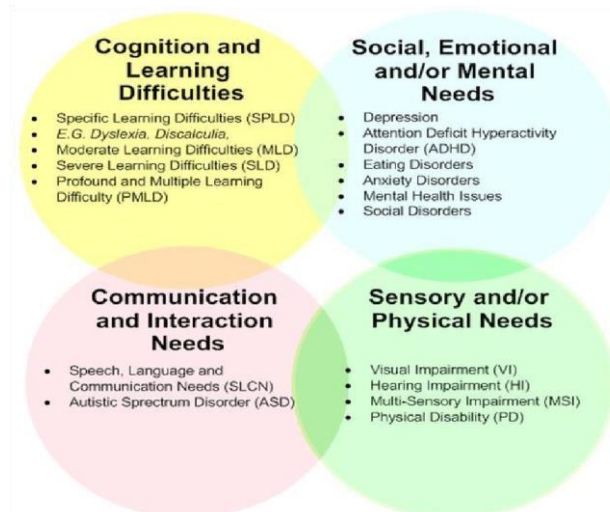 Cognition and
Learning
Difficulties
• Specific Learning Difficulties (SPLD)
• E.G. Dyslexia, Discalculia,
• Moderate Learning Difficulties (MLD)
• Severe Learning Difficulties (SLD)
• Profound and Multiple Learning
Difficulty (PMLD)
Social, Emotional
and/or Mental
Needs
• Depression
• Attention Deficit Hyperactivity
Disorder (ADHD)
• Eating Disorders
• Anxiety Disorders
• Mental Health Issues
• Social Disorders
Communication
and Interaction
Needs
• Speech, Language and
Communication Needs (SLCN)
• Autistic Sprectrum Disorder (ASD)
Sensory and/or
Physical Needs
• Visual Impairment (VI)
• Hearing Impairment (HI)
• Multi-Sensory Impairment (MSI)
• Physical Disability (PD)